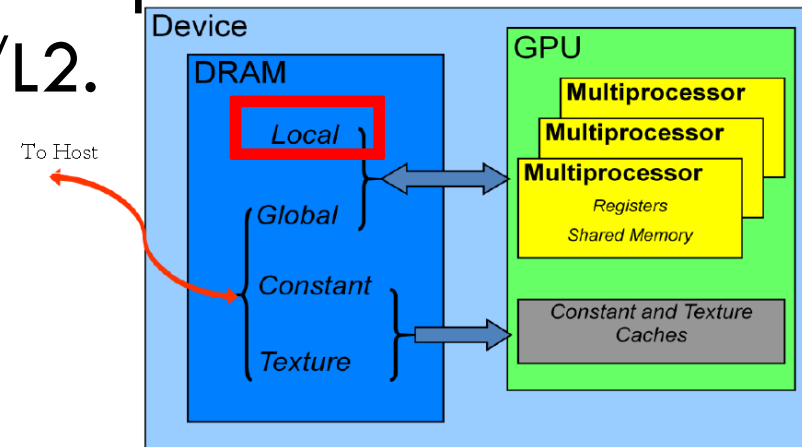 /L2.
To Host
Device
DRAM
Local
Global
Constant
Texture
GPU
Multiprocessor
Multiprocessor
Multiprocessor
Registers
Shared Memory
Constant and Texture
Caches